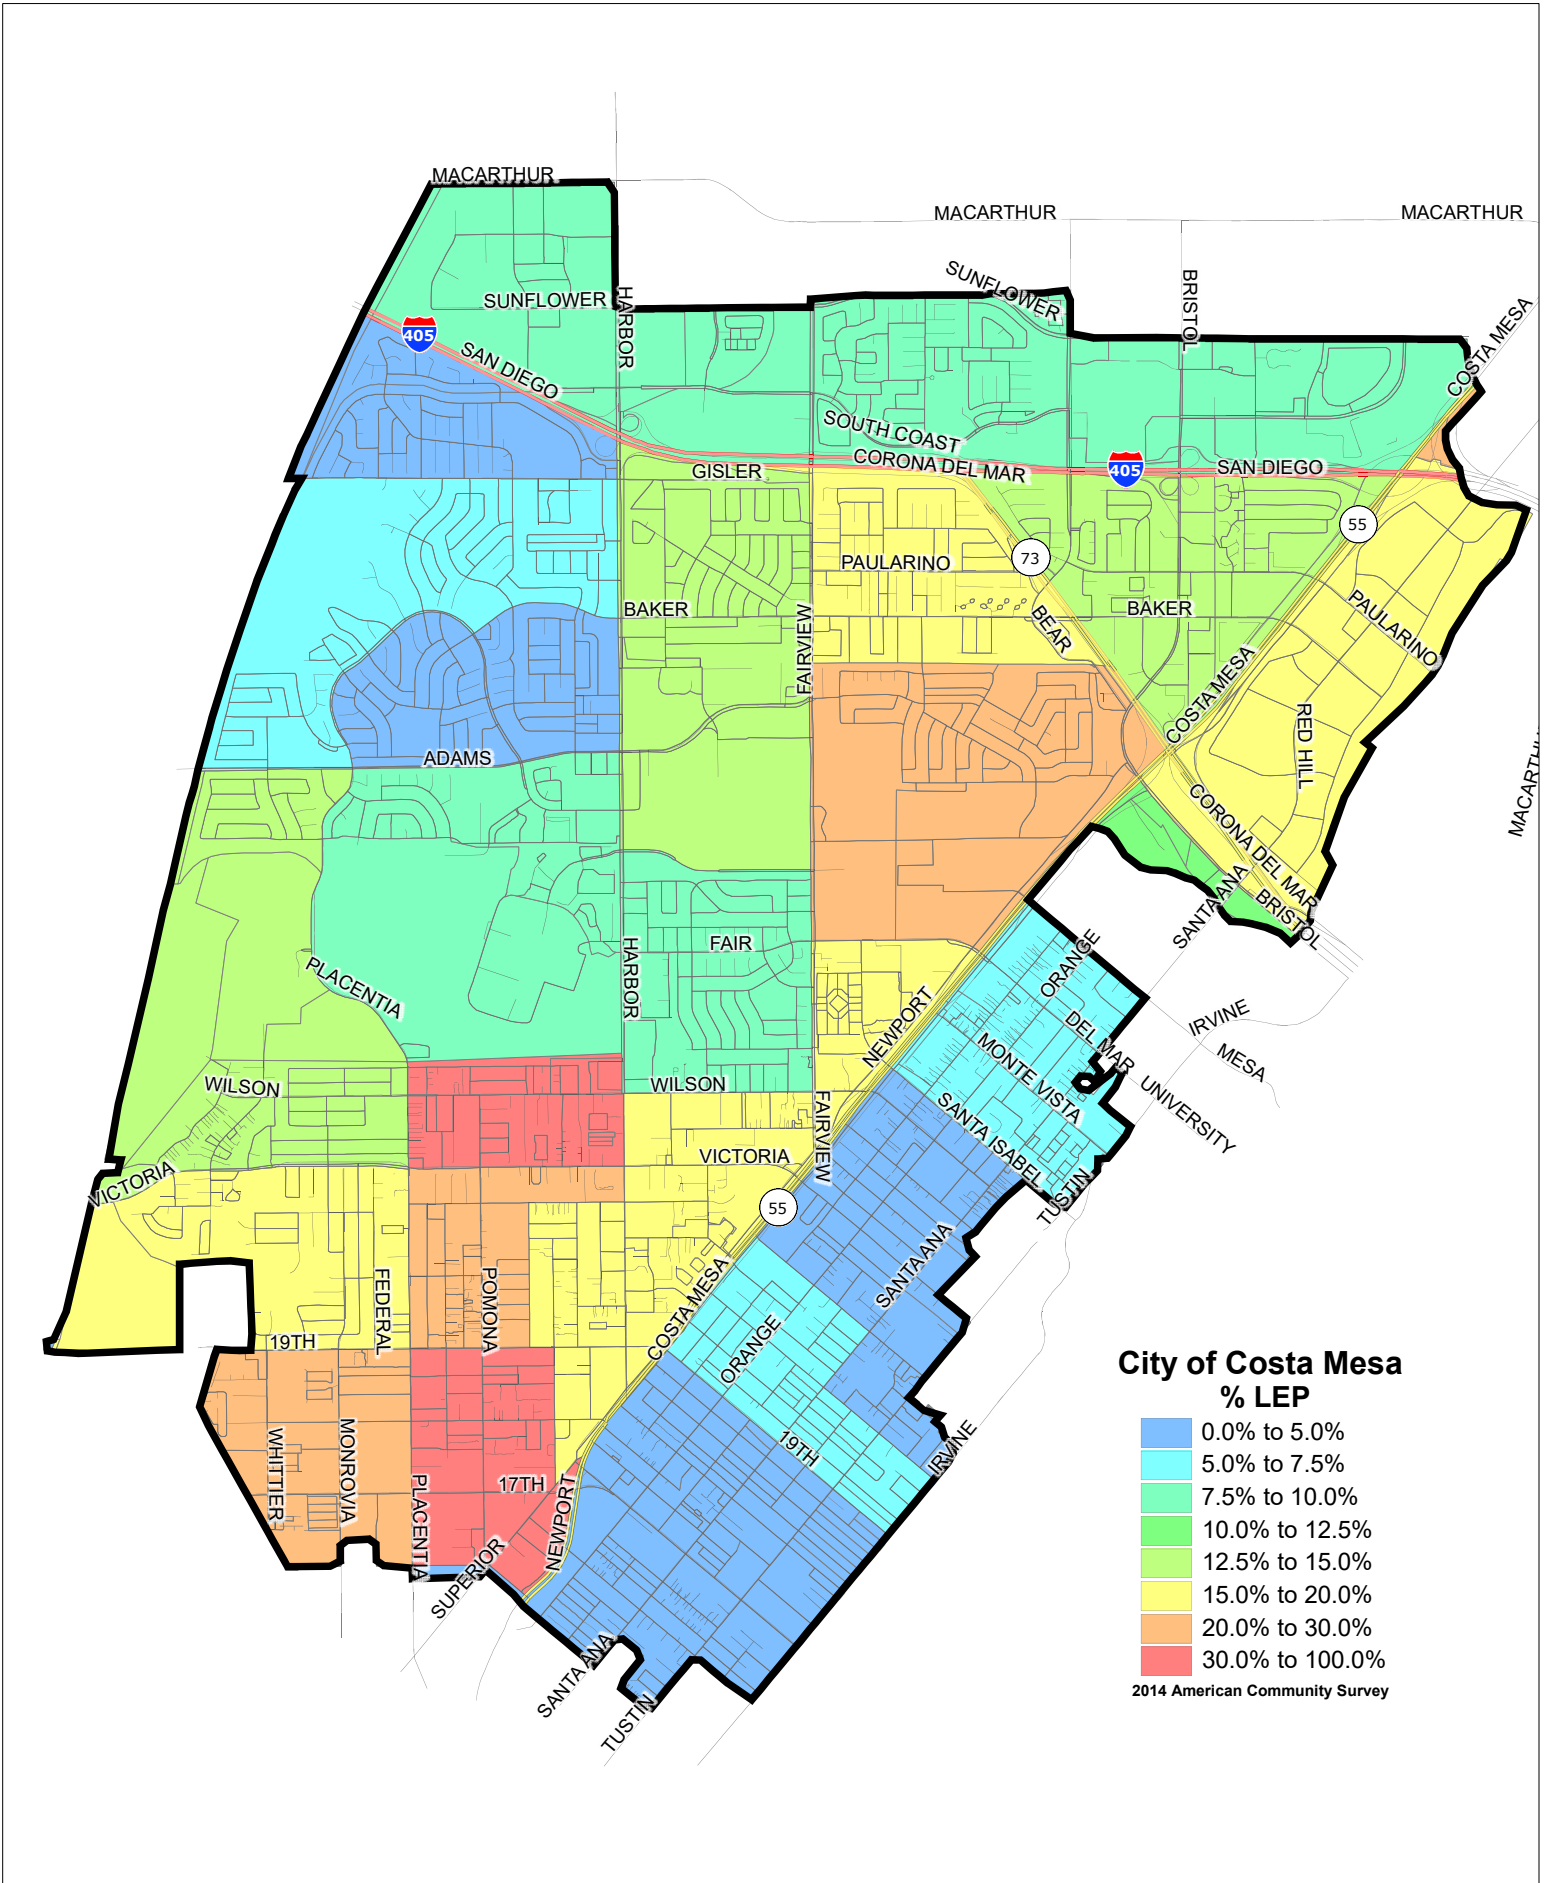 MACARTHUR
MACARTHUR
MACARTHUR
SUNFLOWER
BRISTOL
SUNFLOWER
HARBOR
COSTA MESA
405
SAN DIEGO
SOUTH COAST
GISLER
CORONA DEL MAR
405
SAN DIEGO
55
73
PAULARINO
BAKER
FAIRVIEW
BEAR
BAKER
PAULARINO
COSTA MESA
RED HILL
ADAMS
MACARTHU
CORONA DEL MAR
SANTA ANA
BRISTOL
FAIR
HARBOR
PLACENTIA
ORANGE
NEWPORT
DEL MAR
IRVINE
MESA
MONTE VISTA
UNIVERSITY
WILSON
WILSON
FAIRVIEW
SANTA ISABEL
VICTORIA
VICTORIA
TUSTIN
55
SANTA ANA
FEDERAL
POMONA
COSTA MESA
19TH
ORANGE
WHITTIER
MONROVIA
PLACENTIA
17TH
NEWPORT
19TH
IRVINE
SUPERIOR
SANTA ANA
TUSTIN
City of Costa Mesa
% LEP
0.0% to 5.0%
5.0% to 7.5%
7.5% to 10.0%
10.0% to 12.5%
12.5% to 15.0%
15.0% to 20.0%
20.0% to 30.0%
30.0% to 100.0%
2014 American Community Survey